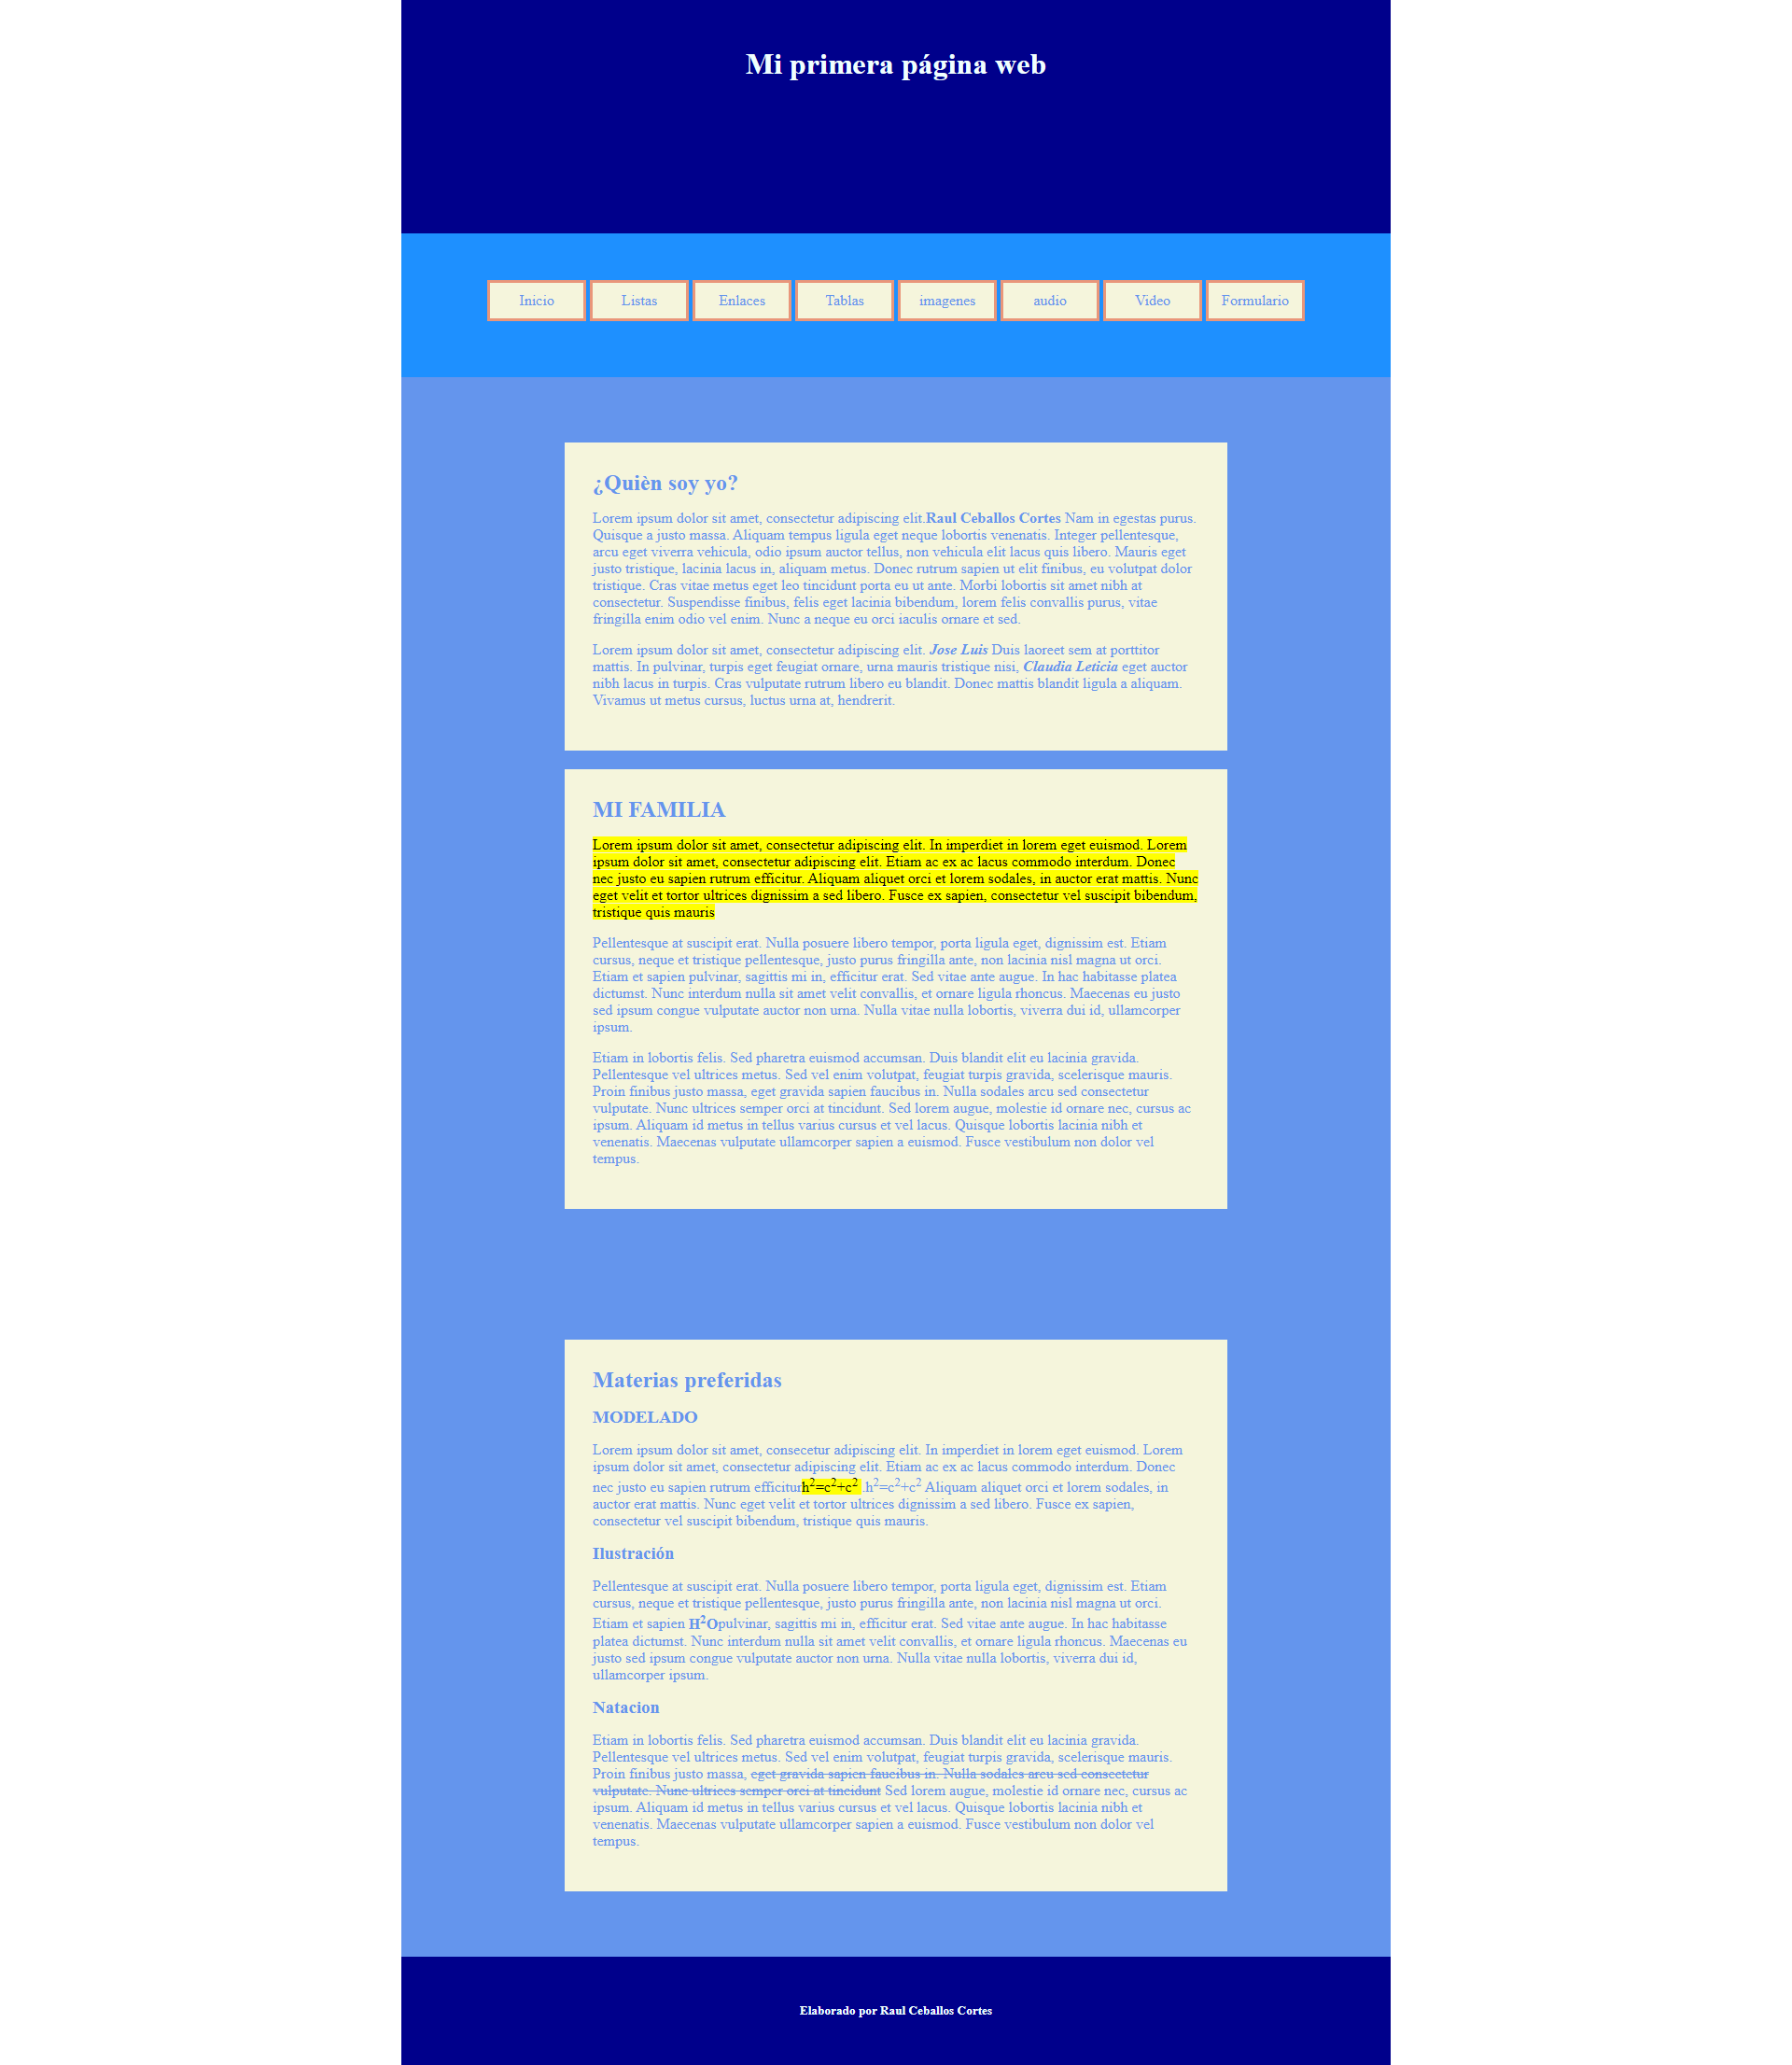 Mi primera página web
Inicio Listas Enlaces Tablas imagenes audio Video Formulario
¿Quièn soy yo?
Lorem ipsum dolor sit amet, consectetur adipiscing elit.Raul Ceballos Cortes Nam in egestas purus.
Quisque a justo massa. Aliquam tempus ligula eget neque lobortis venenatis. Integer pellentesque,
arcu eget viverra vehicula, odio ipsum auctor tellus, non vehicula elit lacus quis libero. Mauris eget
justo tristique, lacinia lacus in, aliquam metus. Donec rutrum sapien ut elit finibus, eu volutpat dolor
tristique. Cras vitae metus eget leo tincidunt porta eu ut ante. Morbi lobortis sit amet nibh at
consectetur. Suspendisse finibus, felis eget lacinia bibendum, lorem felis convallis purus, vitae
fringilla enim odio vel enim. Nunc a neque eu orci iaculis ornare et sed.
Lorem ipsum dolor sit amet, consectetur adipiscing elit. Jose Luis Duis laoreet sem at porttitor
mattis. In pulvinar, turpis eget feugiat ornare, urna mauris tristique nisi, Claudia Leticia eget auctor
nibh lacus in turpis. Cras vulputate rutrum libero eu blandit. Donec mattis blandit ligula a aliquam.
Vivamus ut metus cursus, luctus urna at, hendrerit.
MI FAMILIA
Lorem ipsum dolor sit amet, consectetur adipiscing elit. In imperdiet in lorem eget euismod. Lorem
ipsum dolor sit amet, consectetur adipiscing elit. Etiam ac ex ac lacus commodo interdum. Donec
nec justo eu sapien rutrum efficitur. Aliquam aliquet orci et lorem sodales, in auctor erat mattis. Nunc
eget velit et tortor ultrices dignissim a sed libero. Fusce ex sapien, consectetur vel suscipit bibendum,
tristique quis mauris
Pellentesque at suscipit erat. Nulla posuere libero tempor, porta ligula eget, dignissim est. Etiam
cursus, neque et tristique pellentesque, justo purus fringilla ante, non lacinia nisl magna ut orci.
Etiam et sapien pulvinar, sagittis mi in, efficitur erat. Sed vitae ante augue. In hac habitasse platea
dictumst. Nunc interdum nulla sit amet velit convallis, et ornare ligula rhoncus. Maecenas eu justo
sed ipsum congue vulputate auctor non urna. Nulla vitae nulla lobortis, viverra dui id, ullamcorper
ipsum.
Etiam in lobortis felis. Sed pharetra euismod accumsan. Duis blandit elit eu lacinia gravida.
Pellentesque vel ultrices metus. Sed vel enim volutpat, feugiat turpis gravida, scelerisque mauris.
Proin finibus justo massa, eget gravida sapien faucibus in. Nulla sodales arcu sed consectetur
vulputate. Nunc ultrices semper orci at tincidunt. Sed lorem augue, molestie id ornare nec, cursus ac
ipsum. Aliquam id metus in tellus varius cursus et vel lacus. Quisque lobortis lacinia nibh et
venenatis. Maecenas vulputate ullamcorper sapien a euismod. Fusce vestibulum non dolor vel
tempus.
Materias preferidas
MODELADO
Lorem ipsum dolor sit amet, consecetur adipiscing elit. In imperdiet in lorem eget euismod. Lorem
ipsum dolor sit amet, consectetur adipiscing elit. Etiam ac ex ac lacus commodo interdum. Donec
nec justo eu sapien rutrum efficiturh²=c²+c² .h²=c²+c² Aliquam aliquet orci et lorem sodales, in
auctor erat mattis. Nunc eget velit et tortor ultrices dignissim a sed libero. Fusce ex sapien,
consectetur vel suscipit bibendum, tristique quis mauris.
Ilustración
Pellentesque at suscipit erat. Nulla posuere libero tempor, porta ligula eget, dignissim est. Etiam
cursus, neque et tristique pellentesque, justo purus fringilla ante, non lacinia nisl magna ut orci.
Etiam et sapien H²Opulvinar, sagittis mi in, efficitur erat. Sed vitae ante augue. In hac habitasse
platea dictumst. Nunc interdum nulla sit amet velit convallis, et ornare ligula rhoncus. Maecenas eu
justo sed ipsum congue vulputate auctor non urna. Nulla vitae nulla lobortis, viverra dui id,
ullamcorper ipsum.
Natacion
Etiam in lobortis felis. Sed pharetra euismod accumsan. Duis blandit elit eu lacinia gravida.
Pellentesque vel ultrices metus. Sed vel enim volutpat, feugiat turpis gravida, scelerisque mauris.
Proin finibus justo massa, eget gravida sapien faucibus in. Nulla sodales arcu sed consectetur
vulputate. Nunc ultrices semper orci at tincidunt Sed lorem augue, molestie id ornare nec, cursus ac
ipsum. Aliquam id metus in tellus varius cursus et vel lacus. Quisque lobortis lacinia nibh et
venenatis. Maecenas vulputate ullamcorper sapien a euismod. Fusce vestibulum non dolor vel
tempus.
Elaborado por Raul Ceballos Cortes